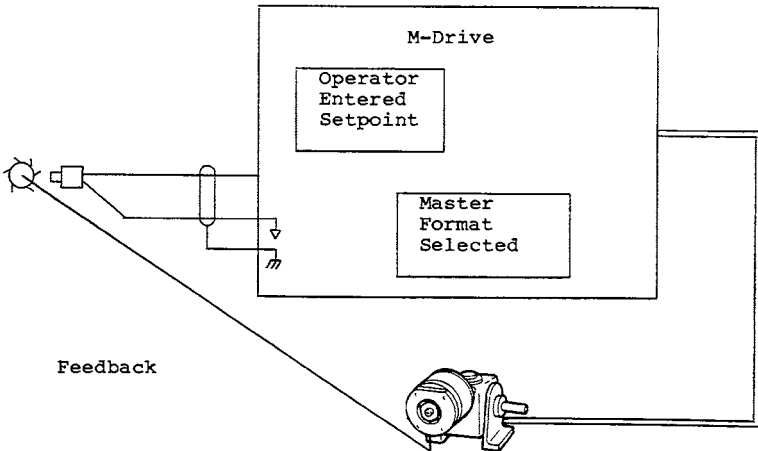 M-Drive
Operator
Entered
Setpoint
Master
Format
Selected
Feedback